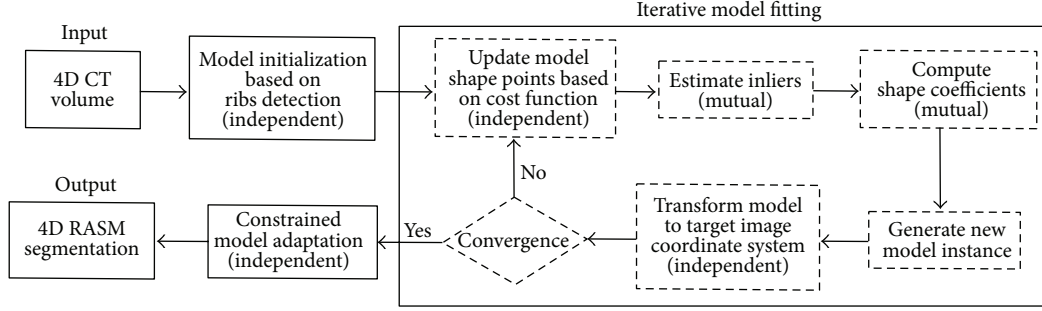 Iterative model fitting
Input
4D CT
volume
Model initialization
based on
ribs detection
(independent)
Update model
shape points based
on cost function
(independent)
Estimate inliers
(mutual)
Compute
shape coefficients
(mutual)
Generate new
model instance
Transform model
to target image
coordinate system
(independent)
Convergence
No
Yes
Constrained
model adaptation
(independent)
Output
4D RASM
segmentation